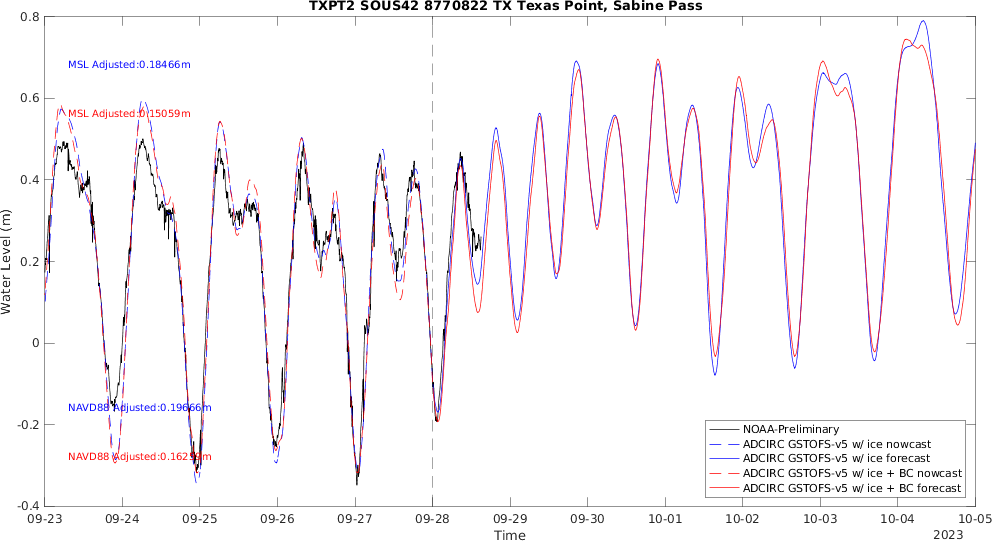 TXPT2 SOUS42 8770822 TX Texas Point, Sabine Pass
0.8
0.6
0.4
0.2
0
-0.2
-0.4
Water Level (m)
MSL Adjusted:0.18466m
MSL Adjusted:0.15059m
NAVD88 Adjusted:0.19666m
NAVD88 Adjusted:
NOAA-Preliminary
ADCIRC GSTOFS-v5 w/ ice nowcast
ADCIRC GSTOFS-v5 w/ ice forecast
ADCIRC GSTOFS-v5 w/ ice + BC nowcast
ADCIRC GSTOFS-v5 w/ ice + BC forecast
09-23 09-24 09-25 09-26 09-27 09-28 09-29 09-30 10-01 10-02 10-03 10-04 10-05
Time
2023